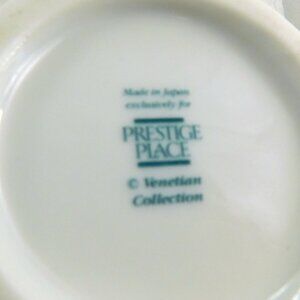 Made in Japan
exclusively for
PRESTIGE
PLACE
© Venetian
Collection